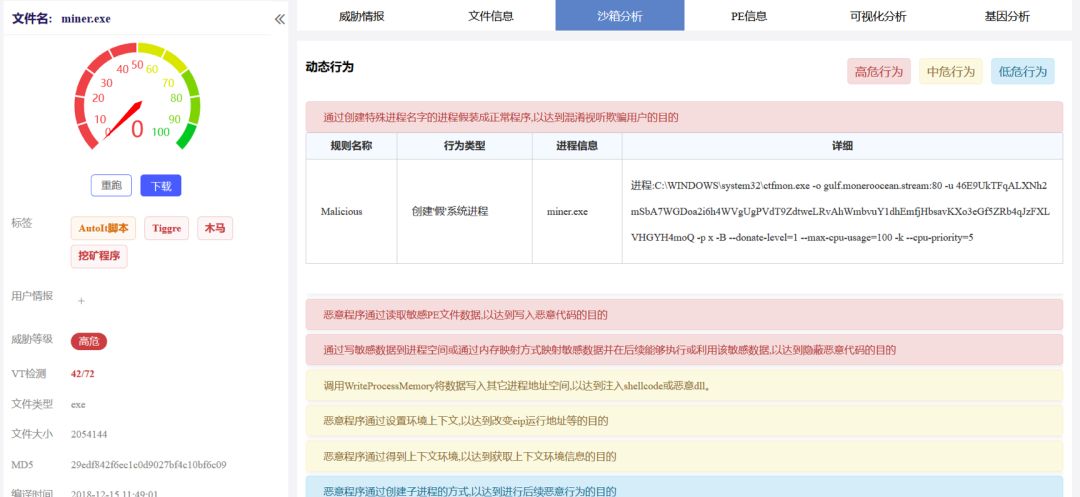 文件名: miner.exe
0
10
20
30
40
50
60
70
80
90
100
0
重跑
下载
标签
AutoIt脚本
Tiggre
木马
挖矿程序
用户情报
+
威胁等级
高危
VT检测
42/72
文件类型
exe
文件大小
2054144
MD5
29edf842f6ec1c0d9027bf4c10bf6c09
编译时间
2018-12-15 11:49:01
威胁情报
文件信息
沙箱分析
PE信息
可视化分析
基因分析
动态行为
高危行为
中危行为
低危行为
通过创建特殊进程名字的进程假装成正常程序,以达到混淆视听欺骗用户的目的
规则名称
行为类型
进程信息
详细
Malicious
创建“假”系统进程
miner.exe
进程:C:\WINDOWS\system32\ctfmon.exe -o gulf.moneroocean.stream:80 -u 46E9UkTFqALXNh2
mSbA7WGDoa2i6h4WVgUgPVdT9ZdtweLRvAhWmbvuY1dhEmfjHbsavKXo3eGf5ZRb4qJzFXL
VHGYH4moQ -p x -B --donate-level=1 --max-cpu-usage=100 -k --cpu-priority=5
恶意程序通过读取敏感PE文件数据,以达到写入恶意代码的目的
通过写敏感数据到进程空间或通过内存映射方式映射敏感数据并在后续能够执行或利用该敏感数据,以达到隐蔽恶意代码的目的
调用WriteProcessMemory将数据写入其它进程地址空间,以达到注入shellcode或恶意dll。
恶意程序通过设置环境上下文,以达到改变eip运行地址等的目的
恶意程序通过得到上下文环境,以达到获取上下文环境信息的目的
恶意程序通过创建子进程的方式,以达到进行后续恶意行为的目的